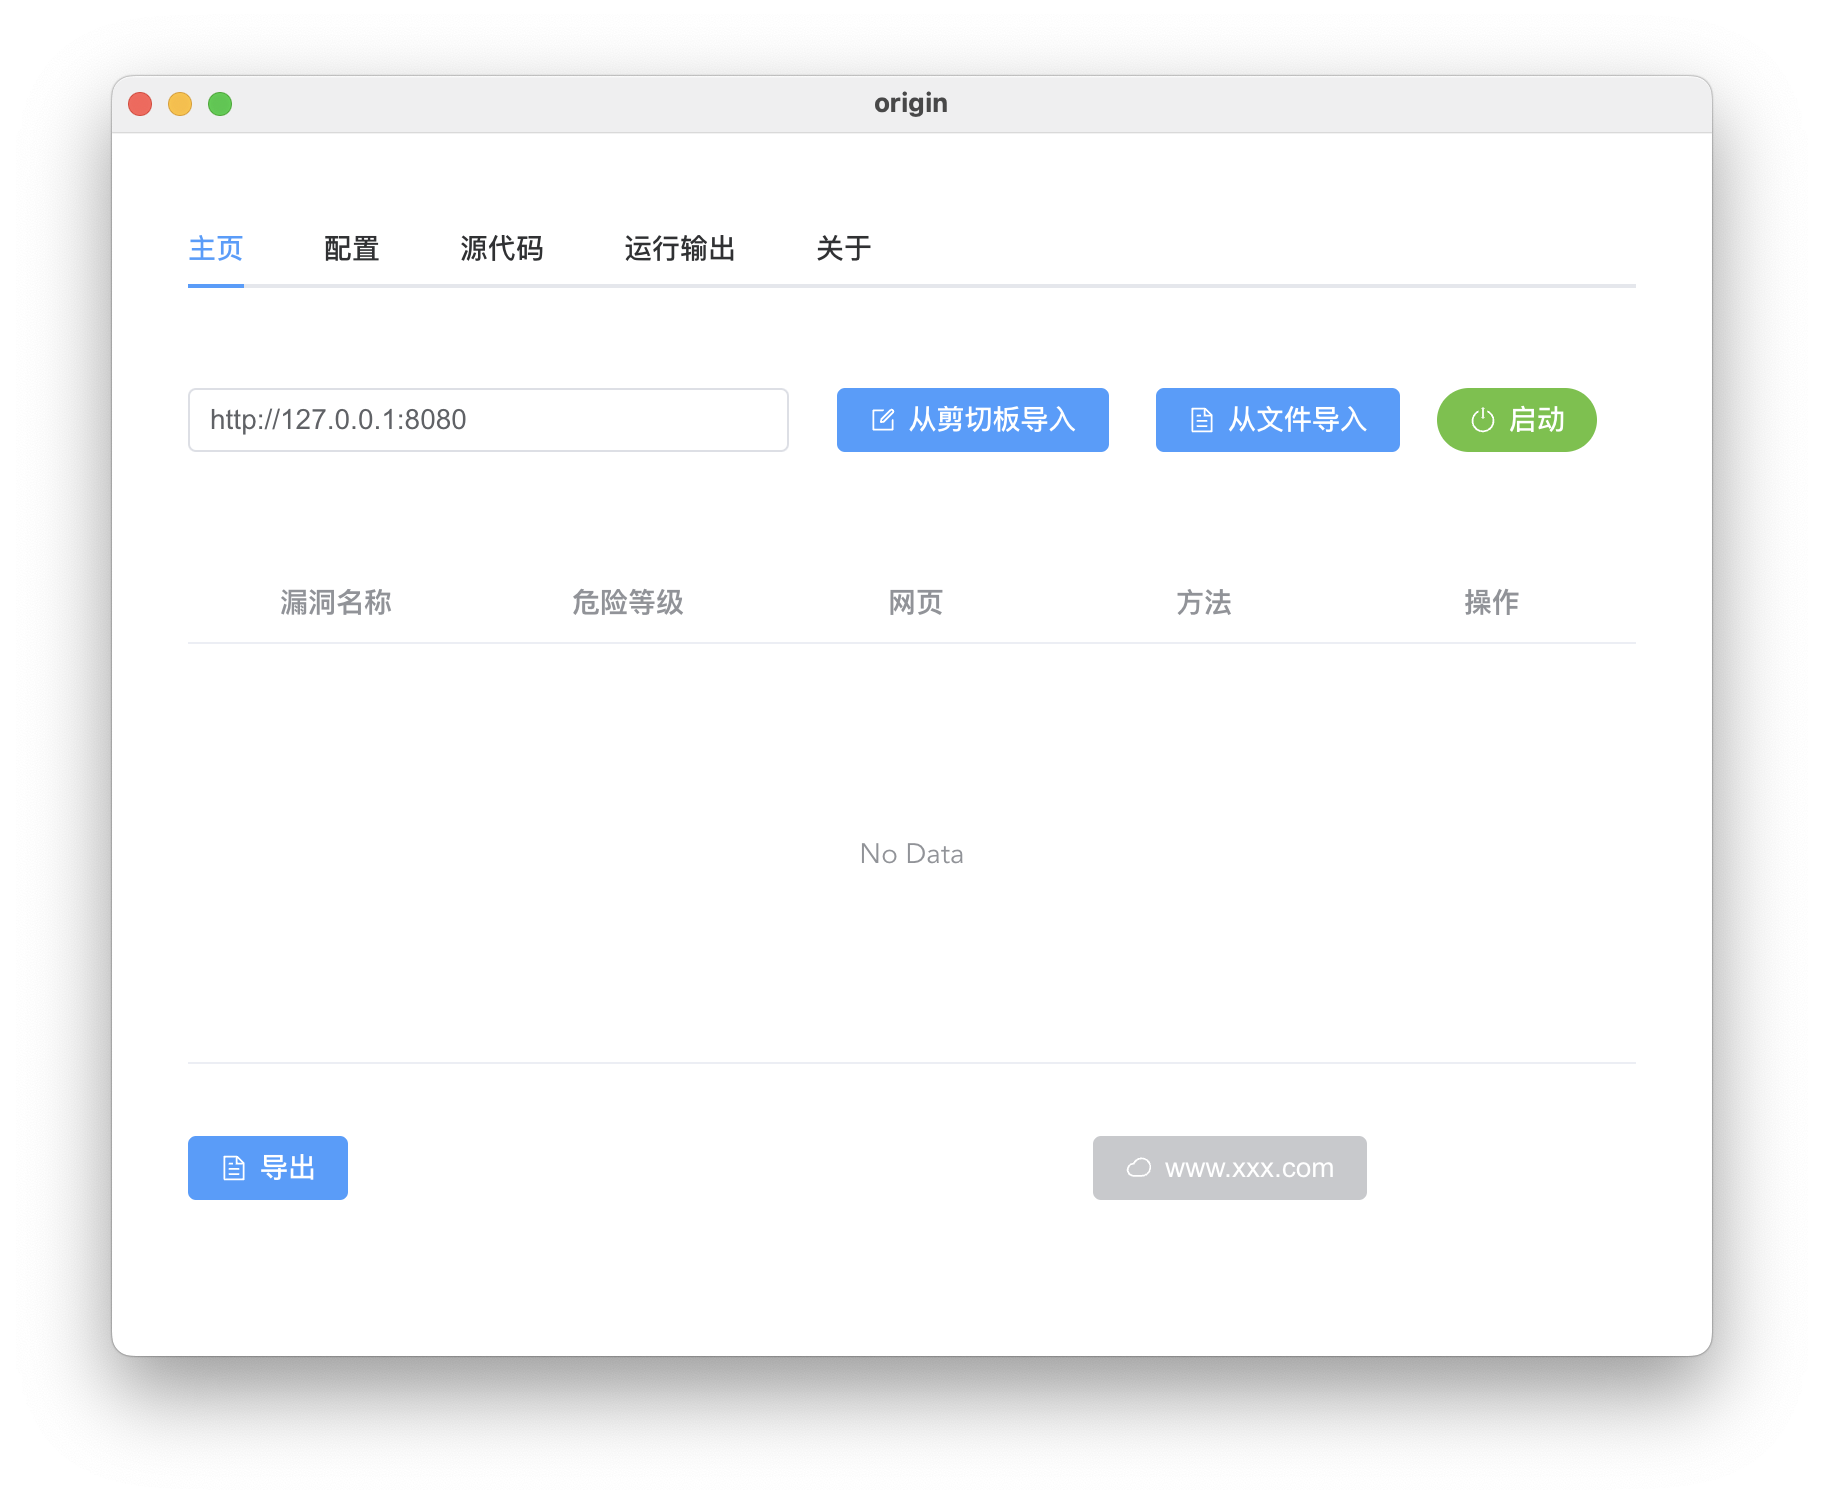 origin
主页 配置 源代码 运行输出 关于
http://127.0.0.1:8080 从剪切板导入 从文件导入 启动
漏洞名称 危险等级 网页 方法 操作
No Data
导出 www.xxx.com